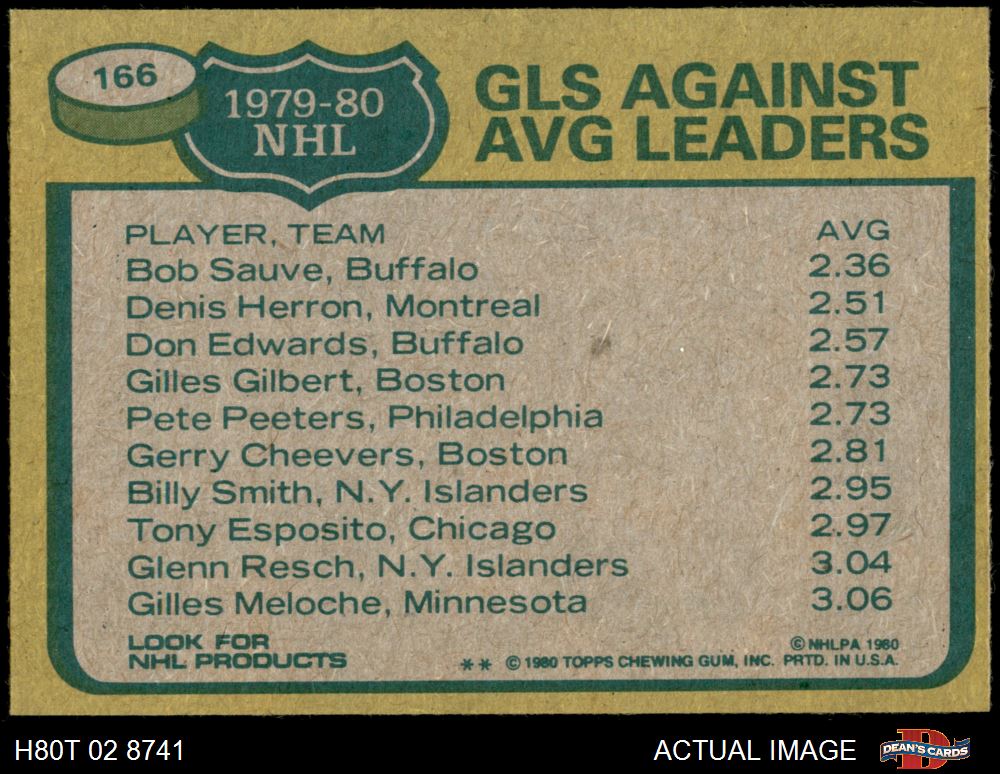 166
1979-80
NHL
GLS AGAINST
AVG LEADERS
PLAYER, TEAM AVG
Bob Sauve, Buffalo 2.36
Denis Herron, Montreal 2.51
Don Edwards, Buffalo 2.57
Gilles Gilbert, Boston 2.73
Pete Peeters, Philadelphia 2.73
Gerry Cheevers, Boston 2.81
Billy Smith, N.Y. Islanders 2.95
Tony Esposito, Chicago 2.97
Glenn Resch, N.Y. Islanders 3.04
Gilles Meloche, Minnesota 3.06
LOOK FOR
NHL PRODUCTS
© NHLPA 1980
** © 1980 TOPPS CHEWING GUM, INC. PRTD. IN U.S.A.
H80T 02 8741 ACTUAL IMAGE DEAN'S CARDS